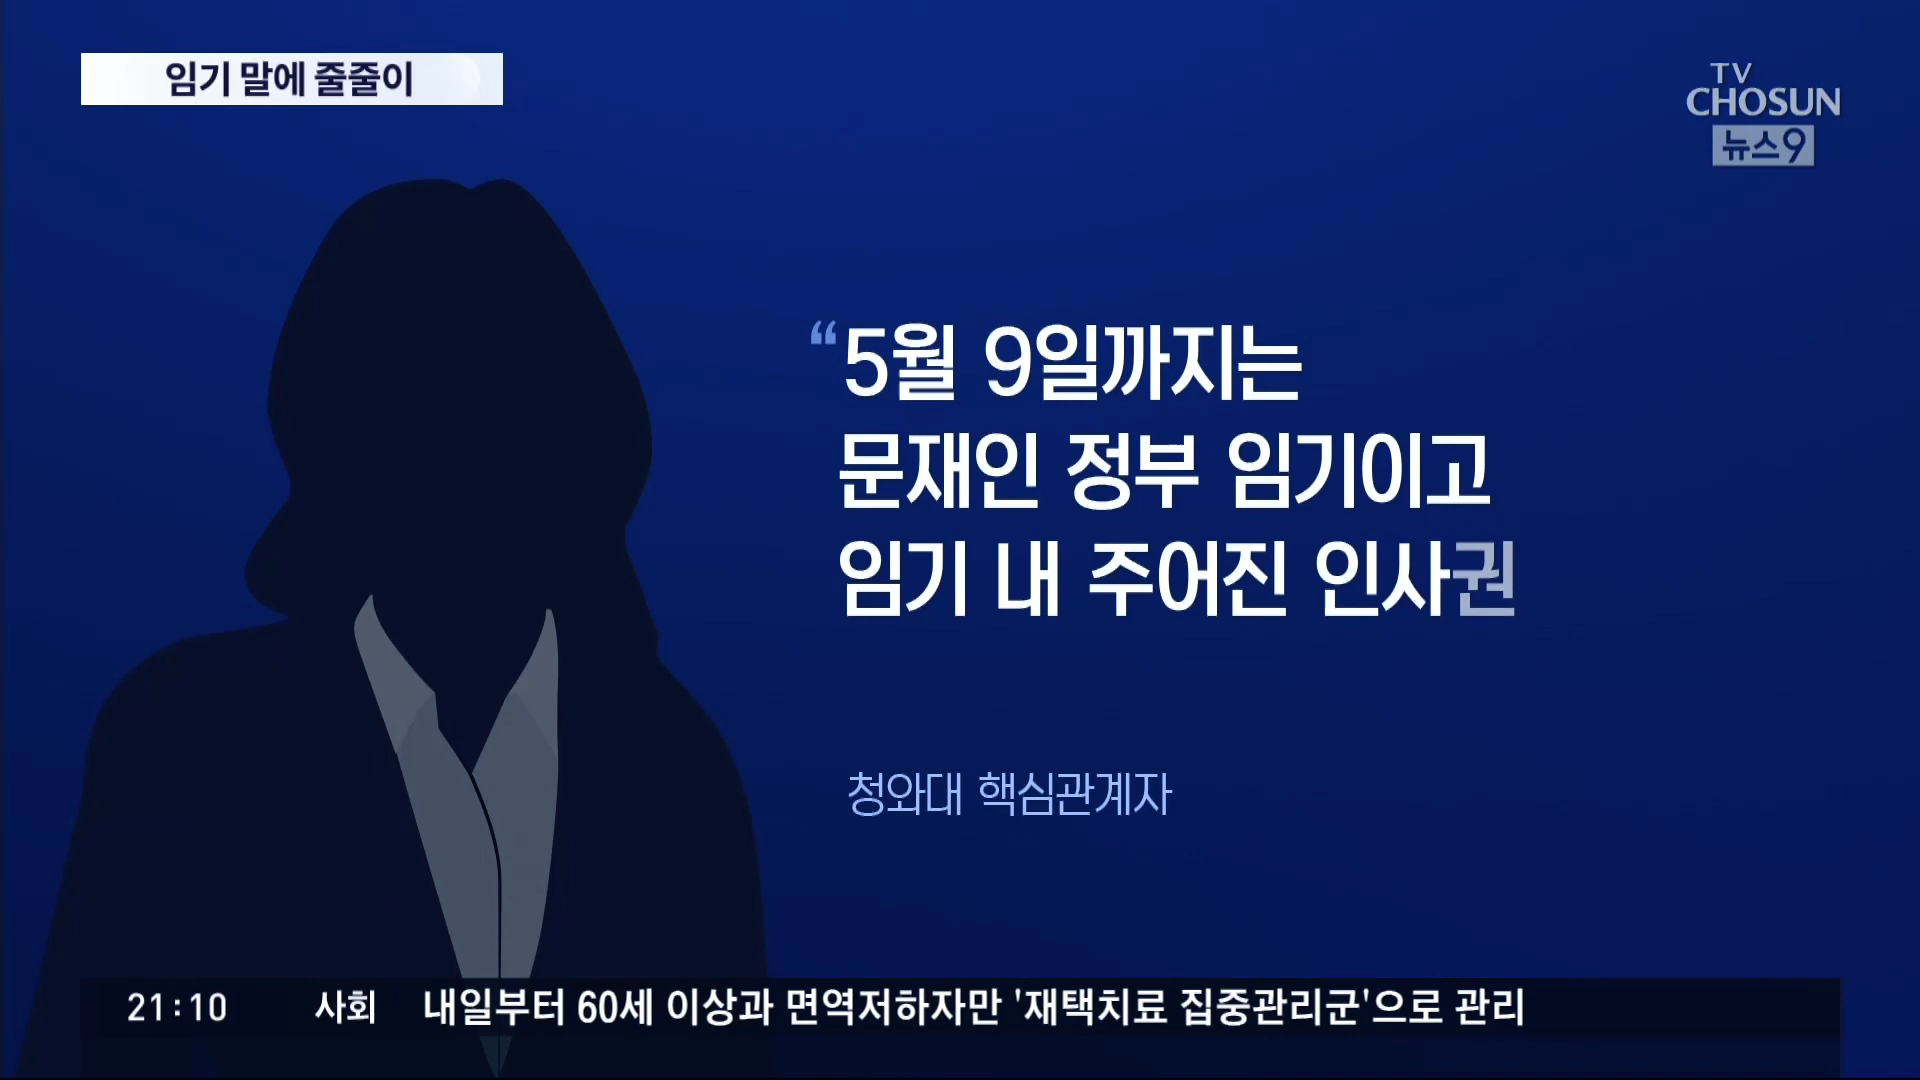 임기 말에 줄줄이
TV
CHOSUN
뉴스9
“5월 9일까지는
문재인 정부 임기이고
임기 내 주어진 인사권
청와대 핵심관계자
21:10 사회 내일부터 60세 이상과 면역저하자만 '재택치료 집중관리군'으로 관리